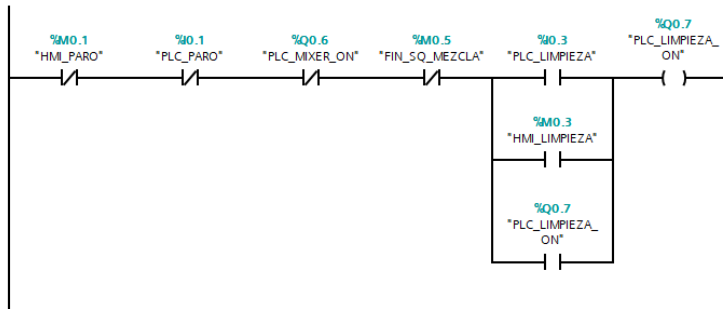 %M0.1
"HMI_PARO"
%I0.1
"PLC_PARO"
%Q0.6
"PLC_MIXER_ON"
%M0.5
"FIN_SQ_MEZCLA"
%I0.3
"PLC_LIMPIEZA"
%Q0.7
"PLC_LIMPIEZA_
ON"
%M0.3
"HMI_LIMPIEZA"
%Q0.7
"PLC_LIMPIEZA_
ON"